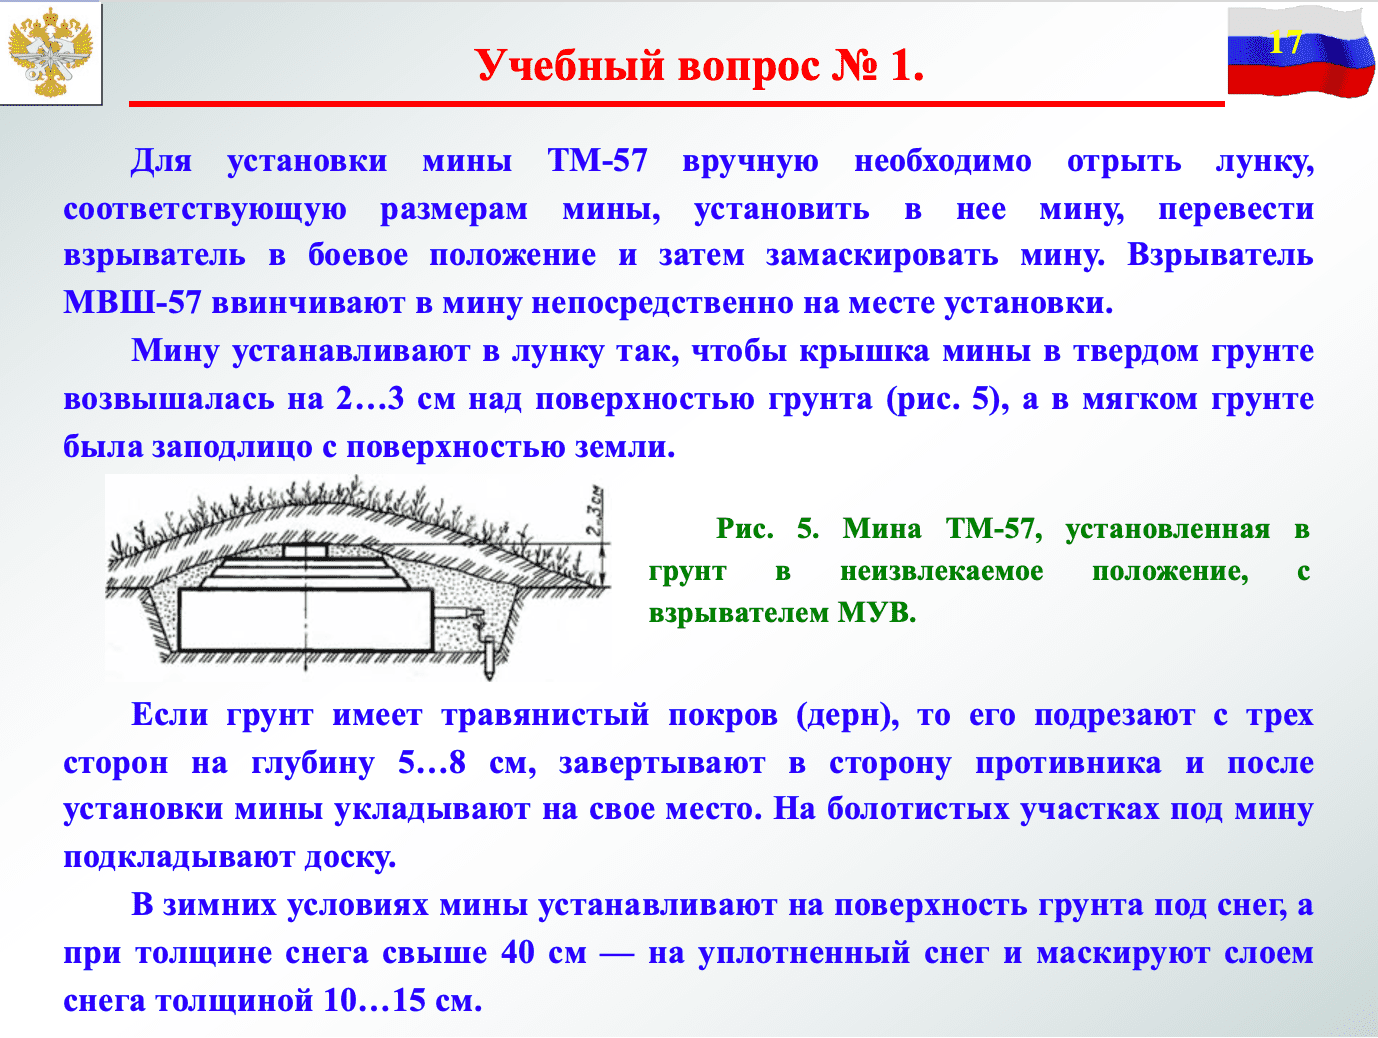 17
Учебный вопрос № 1.
Для установки мины ТМ-57 вручную необходимо отрыть лунку,
соответствующую размерам мины, установить в нее мину, перевести
взрыватель в боевое положение и затем замаскировать мину. Взрыватель
МВШ-57 ввинчивают в мину непосредственно на месте установки.
Мину устанавливают в лунку так, чтобы крышка мины в твердом грунте
возвышалась на 2…3 см над поверхностью грунта (рис. 5), а в мягком грунте
была заподлицо с поверхностью земли.
2..3см
Рис. 5. Мина ТМ-57, установленная в
грунт в неизвлекаемое положение, с
взрывателем МУВ.
Если грунт имеет травянистый покров (дерн), то его подрезают с трех
сторон на глубину 5…8 см, завертывают в сторону противника и после
установки мины укладывают на свое место. На болотистых участках под мину
подкладывают доску.
В зимних условиях мины устанавливают на поверхность грунта под снег, а
при толщине снега свыше 40 см — на уплотненный снег и маскируют слоем
снега толщиной 10…15 см.